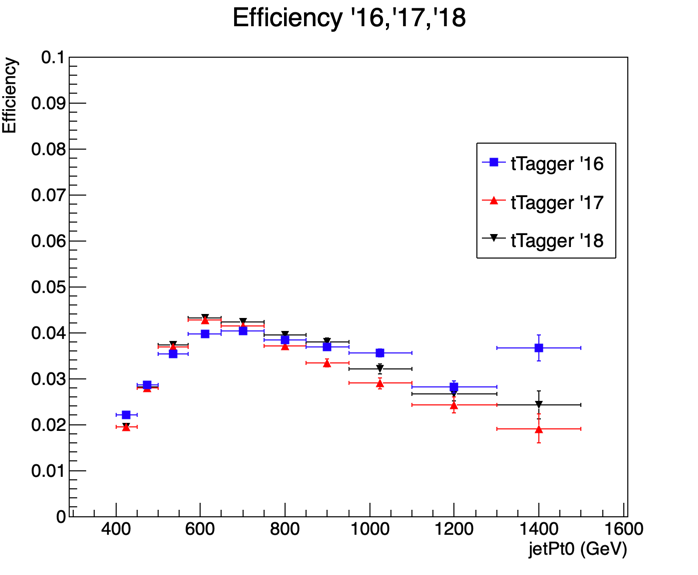 Efficiency '16,'17,'18
Efficiency
0.1
0.09
0.08
0.07
0.06
0.05
0.04
0.03
0.02
0.01
0
tTagger '16
tTagger '17
tTagger '18
400 600 800 1000 1200 1400 1600
jetPt0 (GeV)